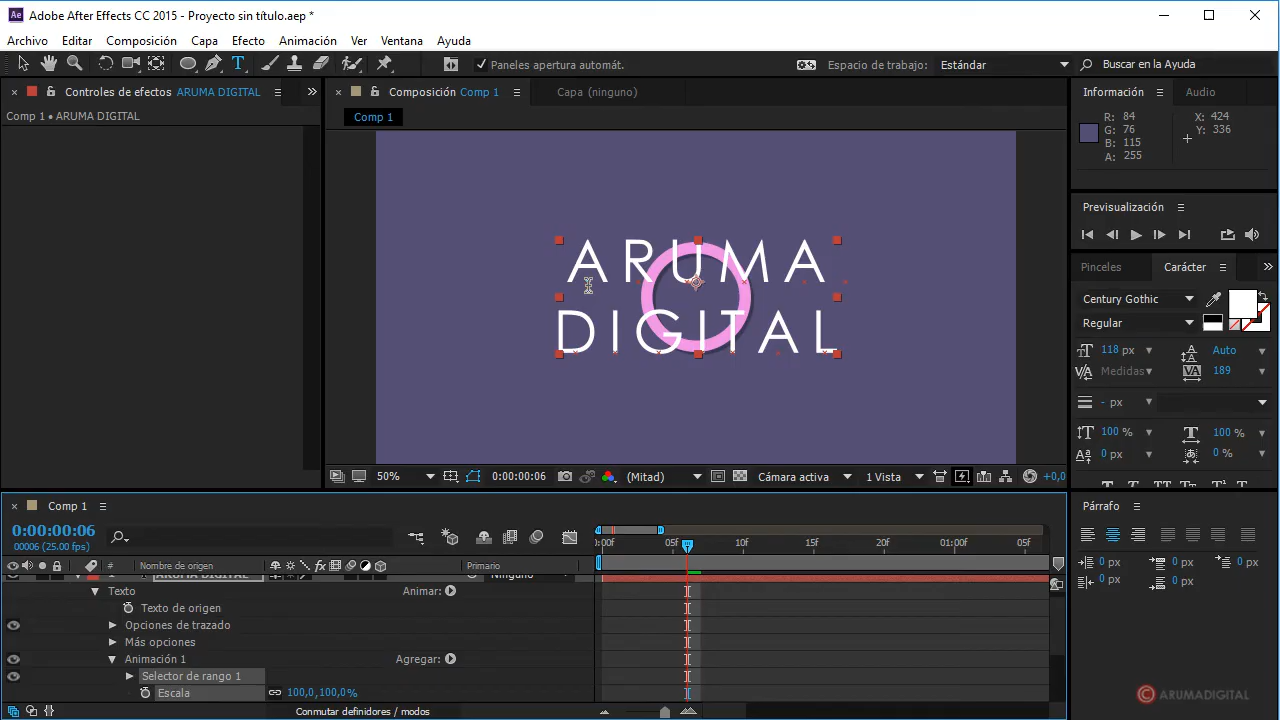 Adobe After Effects CC 2015 - Proyecto sin título.aep *
Archivo Editar Composición Capa Efecto Animación Ver Ventana Ayuda
Paneles apertura automát. Espacio de trabajo: Estándar Buscar en la Ayuda
Controles de efectos ARUMA DIGITAL
Comp 1 • ARUMA DIGITAL
Composición Comp 1 Capa (ninguno)
Comp 1
Información Audio
R: 84 X: 424
G: 76 Y: 336
B: 115
A: 255
Previsualización
Pinceles Carácter
Century Gothic
Regular
118 px Auto
Medidas 189
- px
100 % 100 %
0 px 0 %
ARUMA
DIGITAL
50% 0:00:00:06 (Mitad) Cámara activa 1 Vista +0,0
Comp 1
0:00:00:06
00006 (25.00 fps)
05f 10f 15f 20f 01:00f 05f
# Nombre de origen Primario
ARUMA DIGITAL Ninguno
Texto Animar:
Texto de origen
Opciones de trazado
Más opciones
Animación 1 Agregar:
Selector de rango 1
Escala 100,0,100,0%
Conmutar definidores / modos
Párrafo
0 px 0 px 0 px
0 px 0 px
ARUMADIGITAL